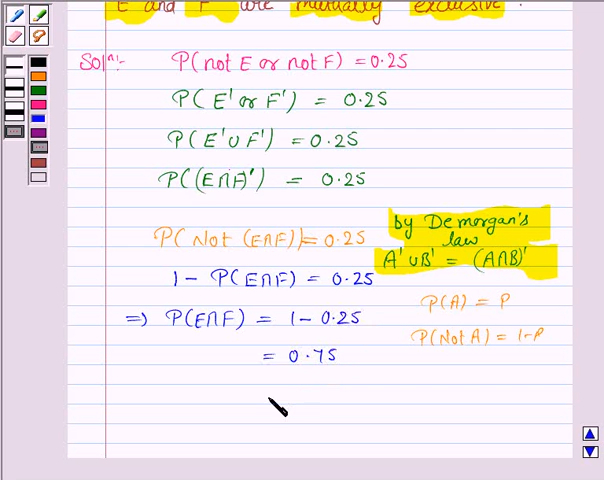 E and F are mutually exclusive.
Solⁿ:- P(not E or not F) = 0.25
P(E' or F') = 0.25
P(E' ∪ F') = 0.25
P((E∩F)') = 0.25
P(Not (E∩F)) = 0.25
by De morgan's
law
A' ∪ B' = (A∩B)'
1 - P(E∩F) = 0.25
P(A) = P
⇒ P(E∩F) = 1 - 0.25
P(Not A) = 1-P
= 0.75